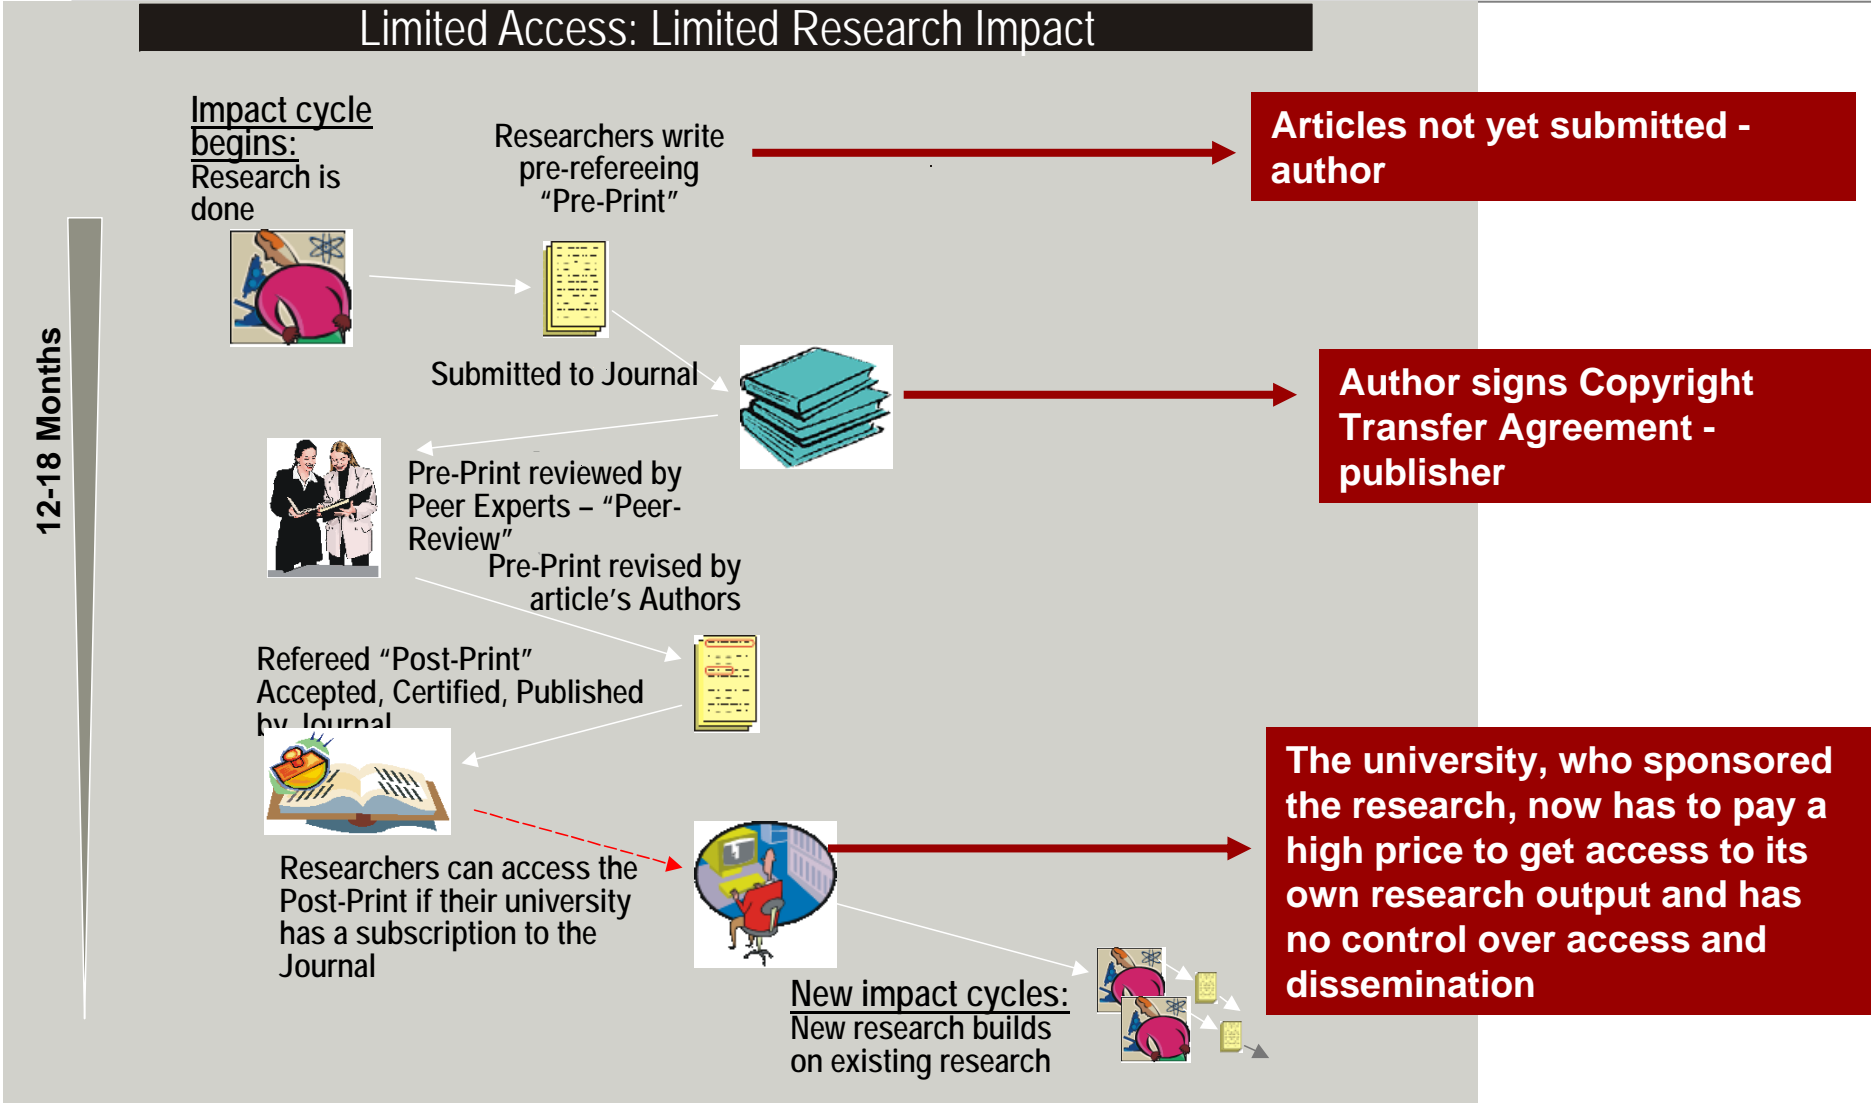 Limited Access: Limited Research Impact
Impact cycle
begins:
Research is
done
Researchers write
pre-refereeing
“Pre-Print”
Articles not yet submitted -
author
12-18 Months
Submitted to Journal
Author signs Copyright
Transfer Agreement -
publisher
Pre-Print reviewed by
Peer Experts – “Peer-
Review”
Pre-Print revised by
article’s Authors
Refereed “Post-Print”
Accepted, Certified, Published
by Journal
The university, who sponsored
the research, now has to pay a
high price to get access to its
own research output and has
no control over access and
dissemination
Researchers can access the
Post-Print if their university
has a subscription to the
Journal
New impact cycles:
New research builds
on existing research